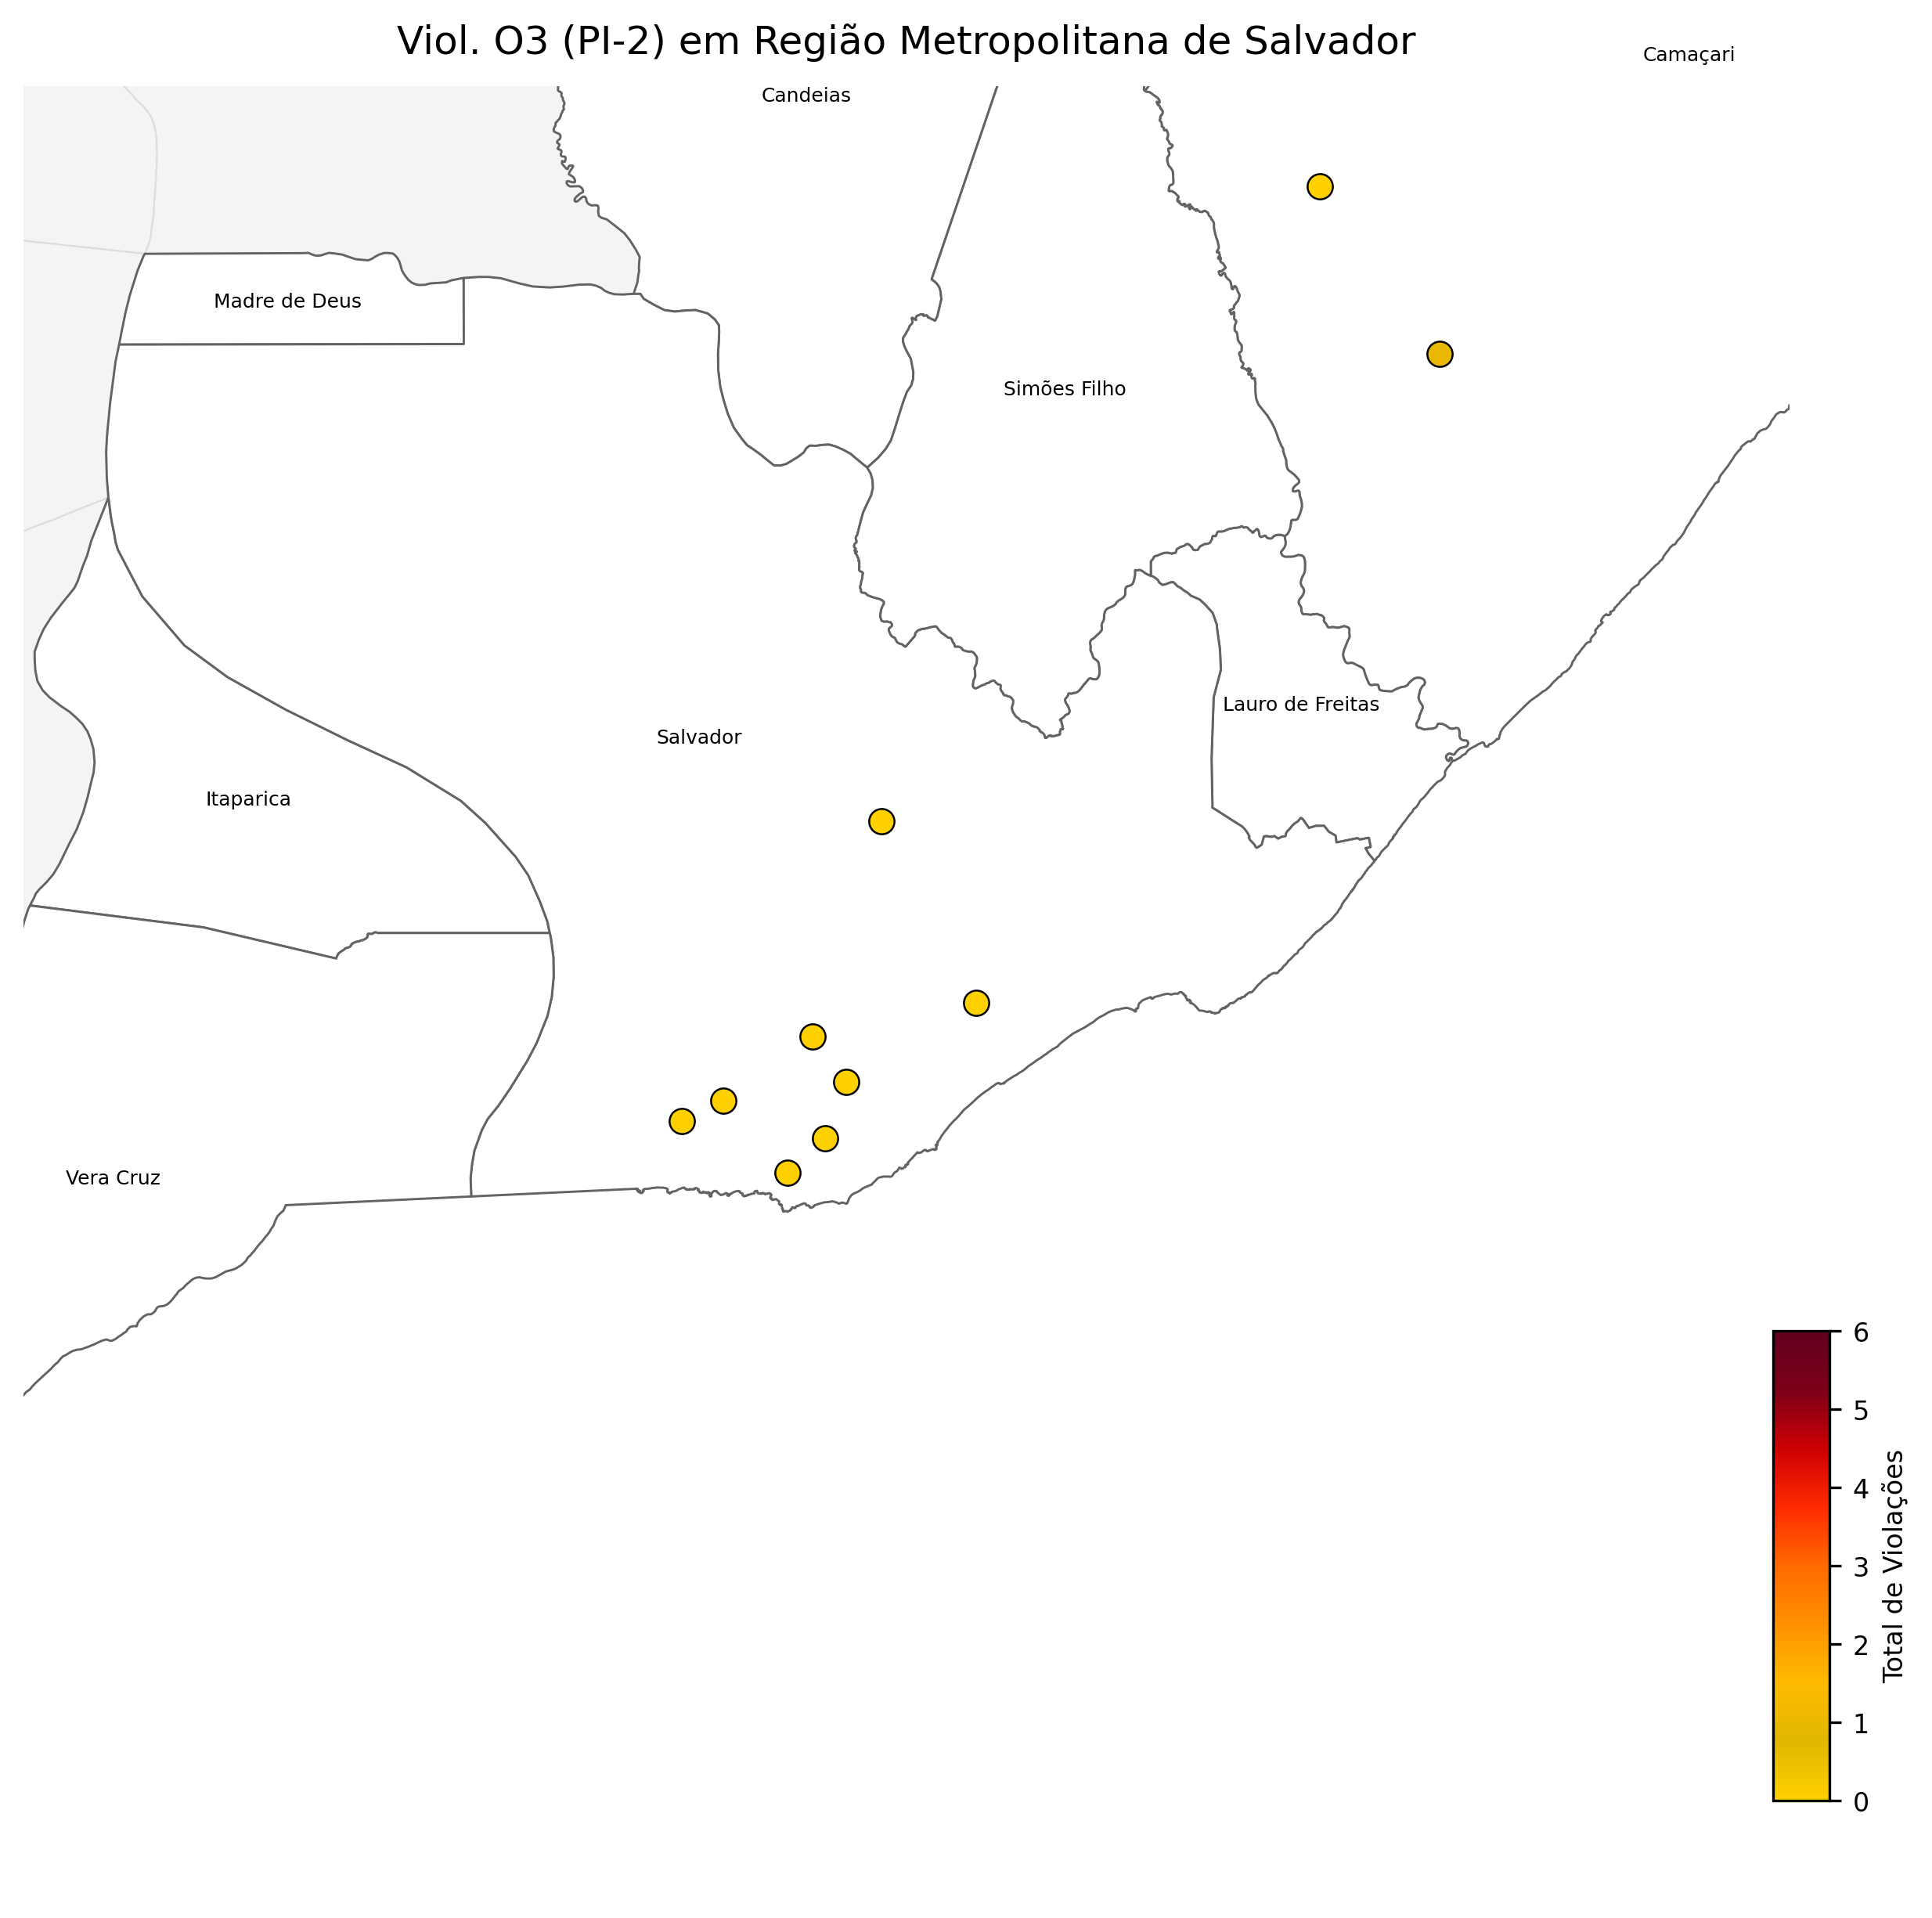 Viol. O3 (PI-2) em Região Metropolitana de Salvador
Camaçari
Candeias
Madre de Deus
Simões Filho
Lauro de Freitas
Salvador
Itaparica
Vera Cruz
6
5
4
3
2
1
0
Total de Violações